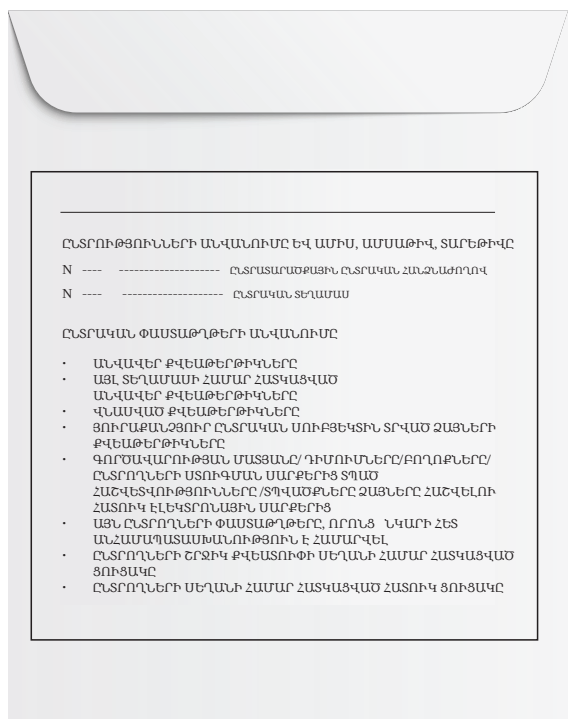 ԸՆՏՐՈՒԹՅՈՒՆՆԵՐԻ ԱՆՎԱՆՈՒՄԸ ԵՎ ԱՄԻՍ, ԱՄՍԱԹԻՎ, ՏԱՐԵԹԻՎԸ
N ---- -------------------- ԸՆՏՐԱՏԱՐԱԾՔԱՅԻՆ ԸՆՏՐԱԿԱՆ ՀԱՆՁՆԱԺՈՂՈՎ
N ---- -------------------- ԸՆՏՐԱԿԱՆ ՏԵՂԱՄԱՍ
ԸՆՏՐԱԿԱՆ ՓԱՍՏԱԹՂԹԵՐԻ ԱՆՎԱՆՈՒՄԸ
• ԱՆՎԱՎԵՐ ՔՎԵԱԹԵՐԹԻԿՆԵՐԸ
• ԱՅԼ ՏԵՂԱՄԱՍԻ ՀԱՄԱՐ ՀԱՏԿԱՑՎԱԾ
ԱՆՎԱՎԵՐ ՔՎԵԱԹԵՐԹԻԿՆԵՐԸ
• ՎՆԱՍՎԱԾ ՔՎԵԱԹԵՐԹԻԿՆԵՐԸ
• ՅՈՒՐԱՔԱՆՉՅՈՒՐ ԸՆՏՐԱԿԱՆ ՍՈՒԲՅԵԿՏԻՆ ՏՐՎԱԾ ՁԱՅՆԵՐԻ
ՔՎԵԱԹԵՐԹԻԿՆԵՐԸ
• ԳՈՐԾԱՎԱՐՈՒԹՅԱՆ ՄԱՏՅԱՆԸ/ ԴԻՄՈՒՄՆԵՐԸ/ԲՈՂՈՔՆԵՐԸ/
ԸՆՏՐՈՂՆԵՐԻ ՍՏՈՒԳՄԱՆ ՍԱՐՔԵՐԻՑ ՏՊԱԾ
ՀԱՇՎԵՏՎՈՒԹՅՈՒՆՆԵՐԸ /ՏՊՎԱԾՔՆԵՐԸ ՁԱՅՆԵՐԸ ՀԱՇՎԵԼՈՒ
ՀԱՏՈՒԿ ԷԼԵԿՏՐՈՆԱՅԻՆ ՍԱՐՔԵՐԻՑ
• ԱՅՆ ԸՆՏՐՈՂՆԵՐԻ ՓԱՍՏԱԹՂԹԵՐԸ, ՈՐՈՆՑ ՆԿԱՐԻ ՀԵՏ
ԱՆՀԱՄԱՊԱՏԱՍԽԱՆՈՒԹՅՈՒՆ Է ՀԱՄԱՐՎԵԼ
• ԸՆՏՐՈՂՆԵՐԻ ՇՐՋԻԿ ՔՎԵԱՏՈՒՓԻ ՍԵՂԱՆԻ ՀԱՄԱՐ ՀԱՏԿԱՑՎԱԾ
ՑՈՒՑԱԿԸ
• ԸՆՏՐՈՂՆԵՐԻ ՍԵՂԱՆԻ ՀԱՄԱՐ ՀԱՏԿԱՑՎԱԾ ՀԱՏՈՒԿ ՑՈՒՑԱԿԸ